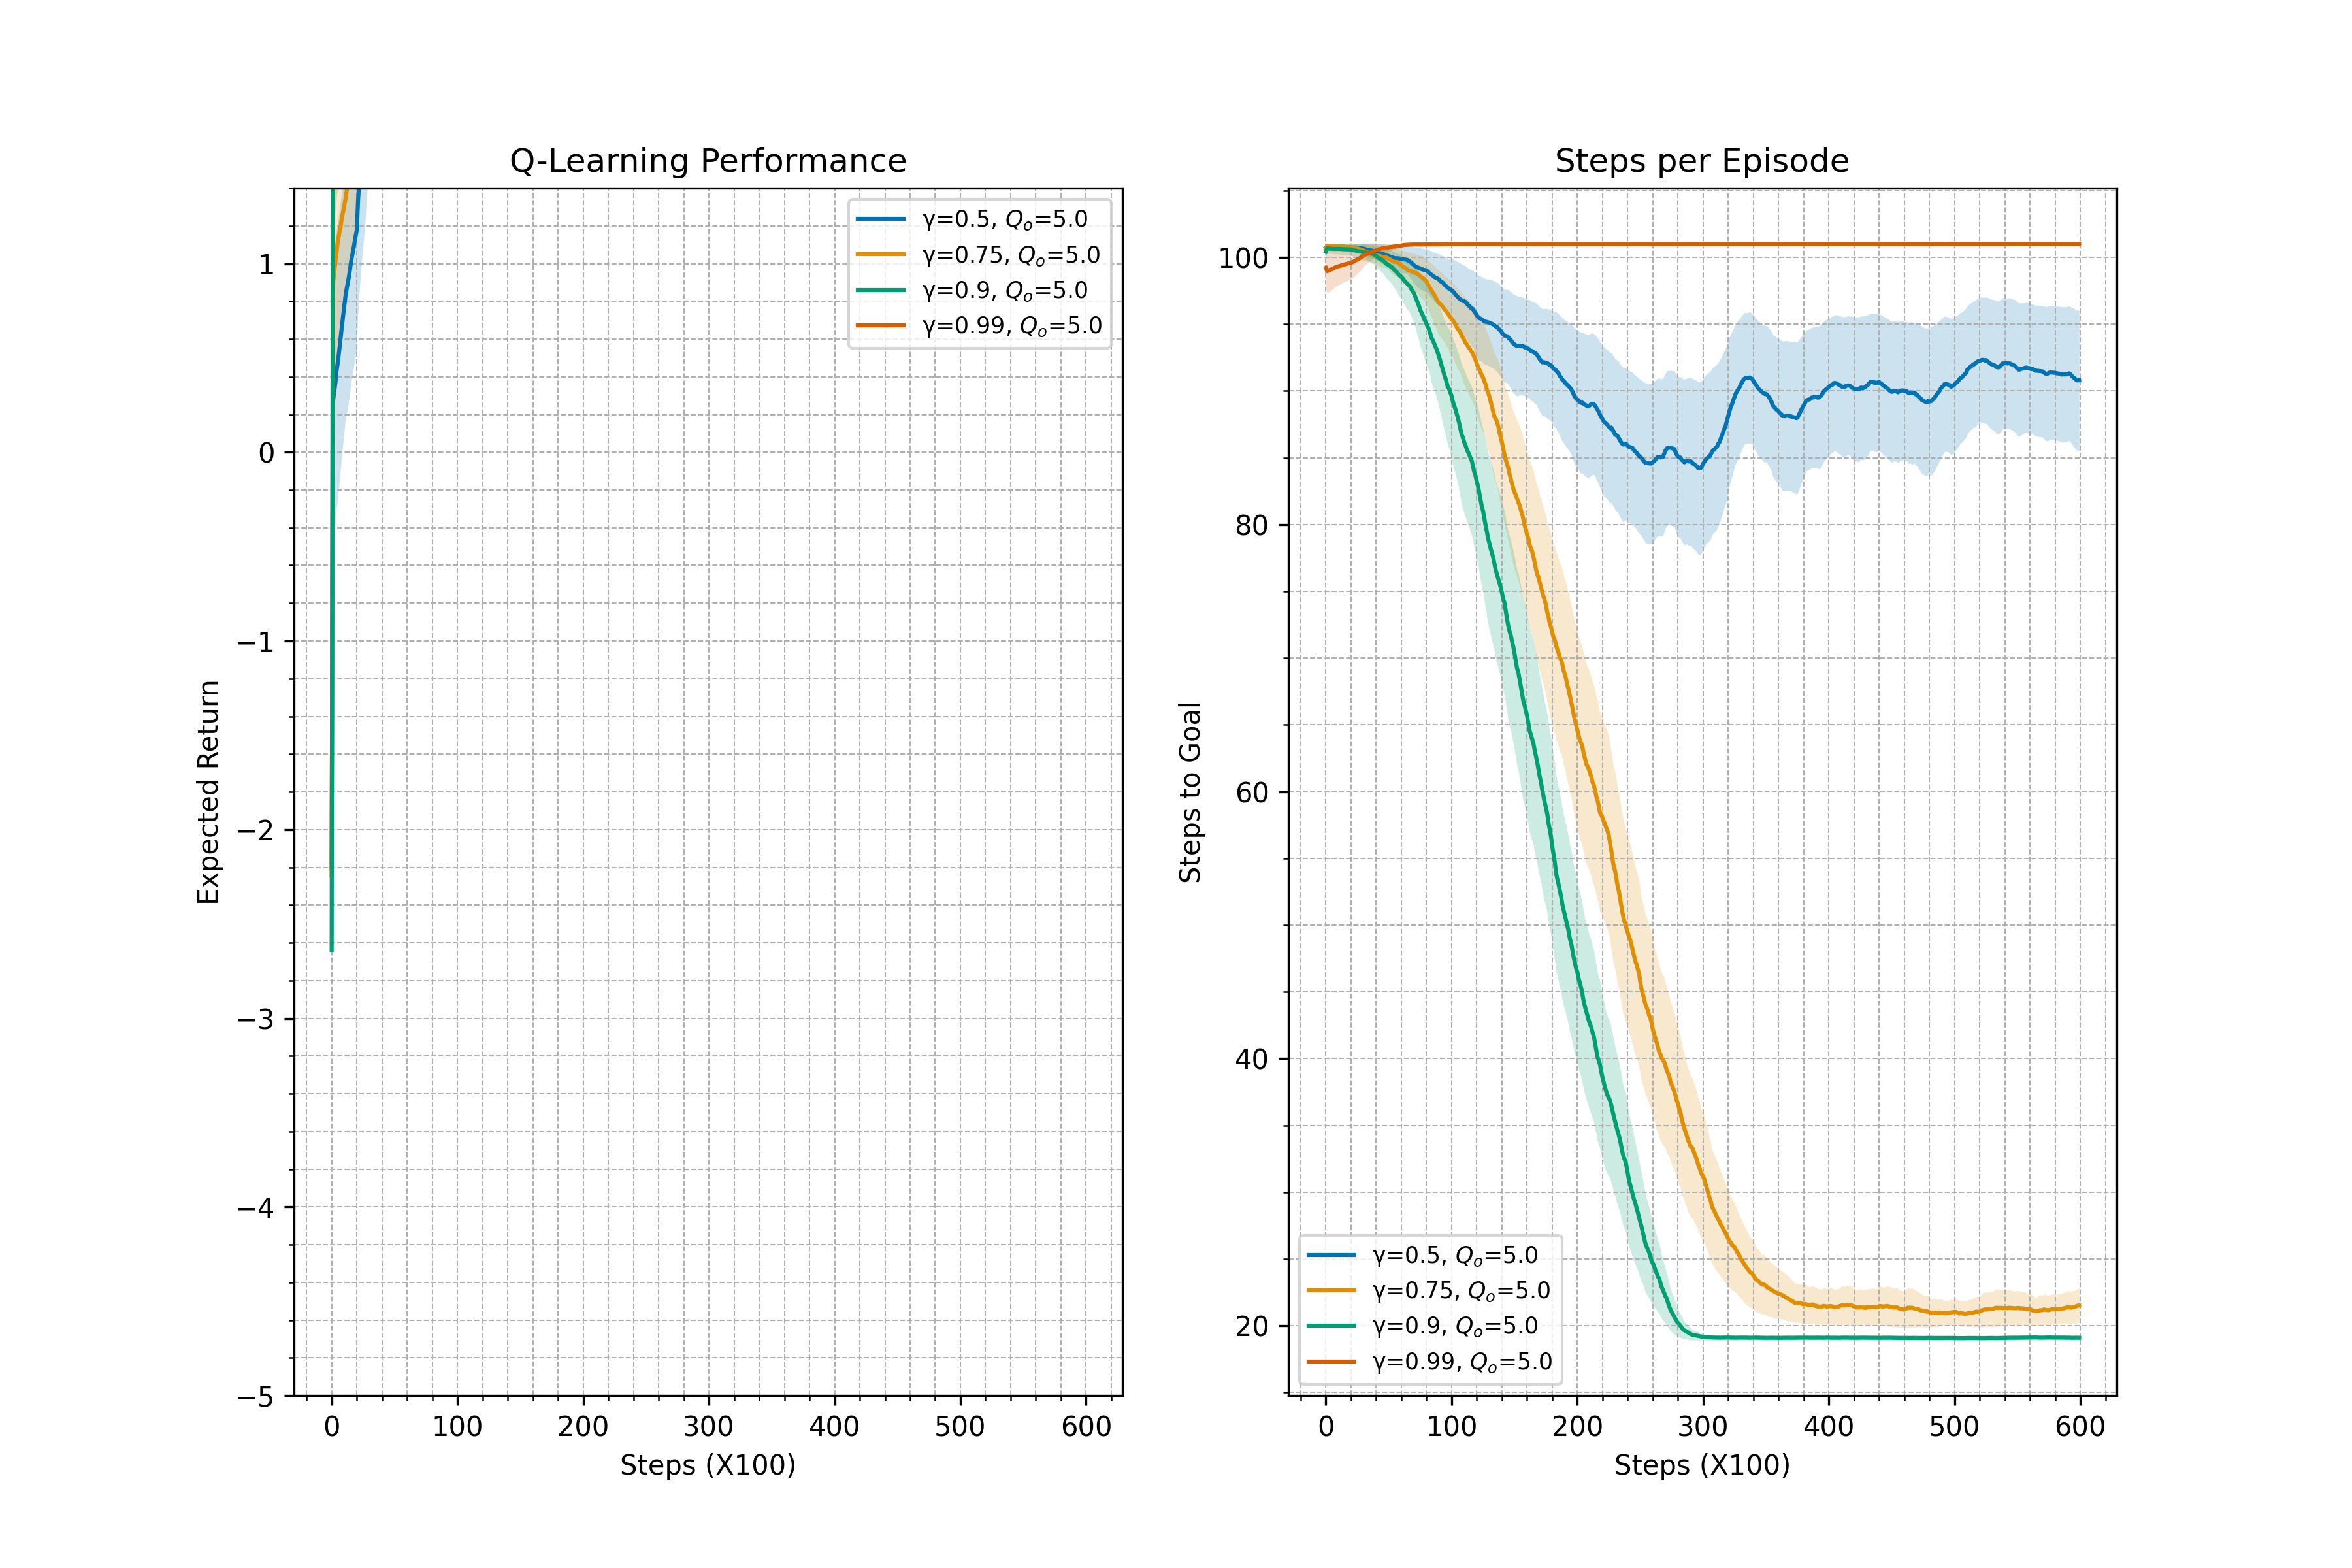 Q-Learning Performance
Expected Return
1
0
−1
−2
−3
−4
−5
0 100 200 300 400 500 600
Steps (X100)
γ=0.5, Qₒ=5.0
γ=0.75, Qₒ=5.0
γ=0.9, Qₒ=5.0
γ=0.99, Qₒ=5.0
Steps per Episode
Steps to Goal
100
80
60
40
20
0 100 200 300 400 500 600
Steps (X100)
γ=0.5, Qₒ=5.0
γ=0.75, Qₒ=5.0
γ=0.9, Qₒ=5.0
γ=0.99, Qₒ=5.0